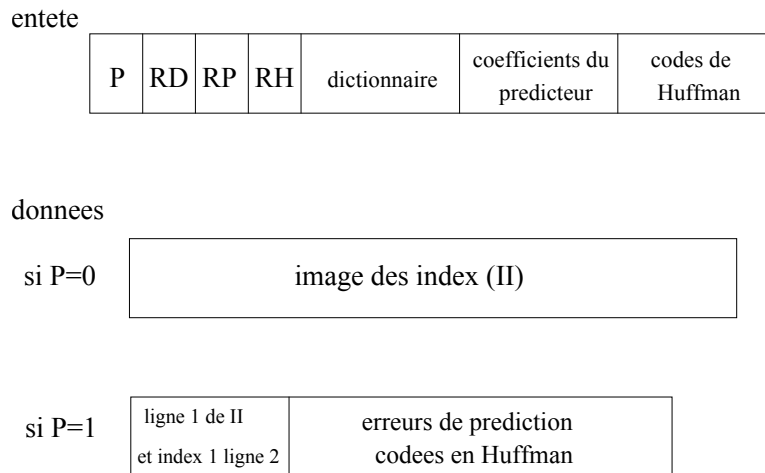 entete
P RD RP RH dictionnaire coefficients du predicteur codes de Huffman
donnees
si P=0 image des index (II)
si P=1
ligne 1 de II
et index 1 ligne 2
erreurs de prediction
codees en Huffman